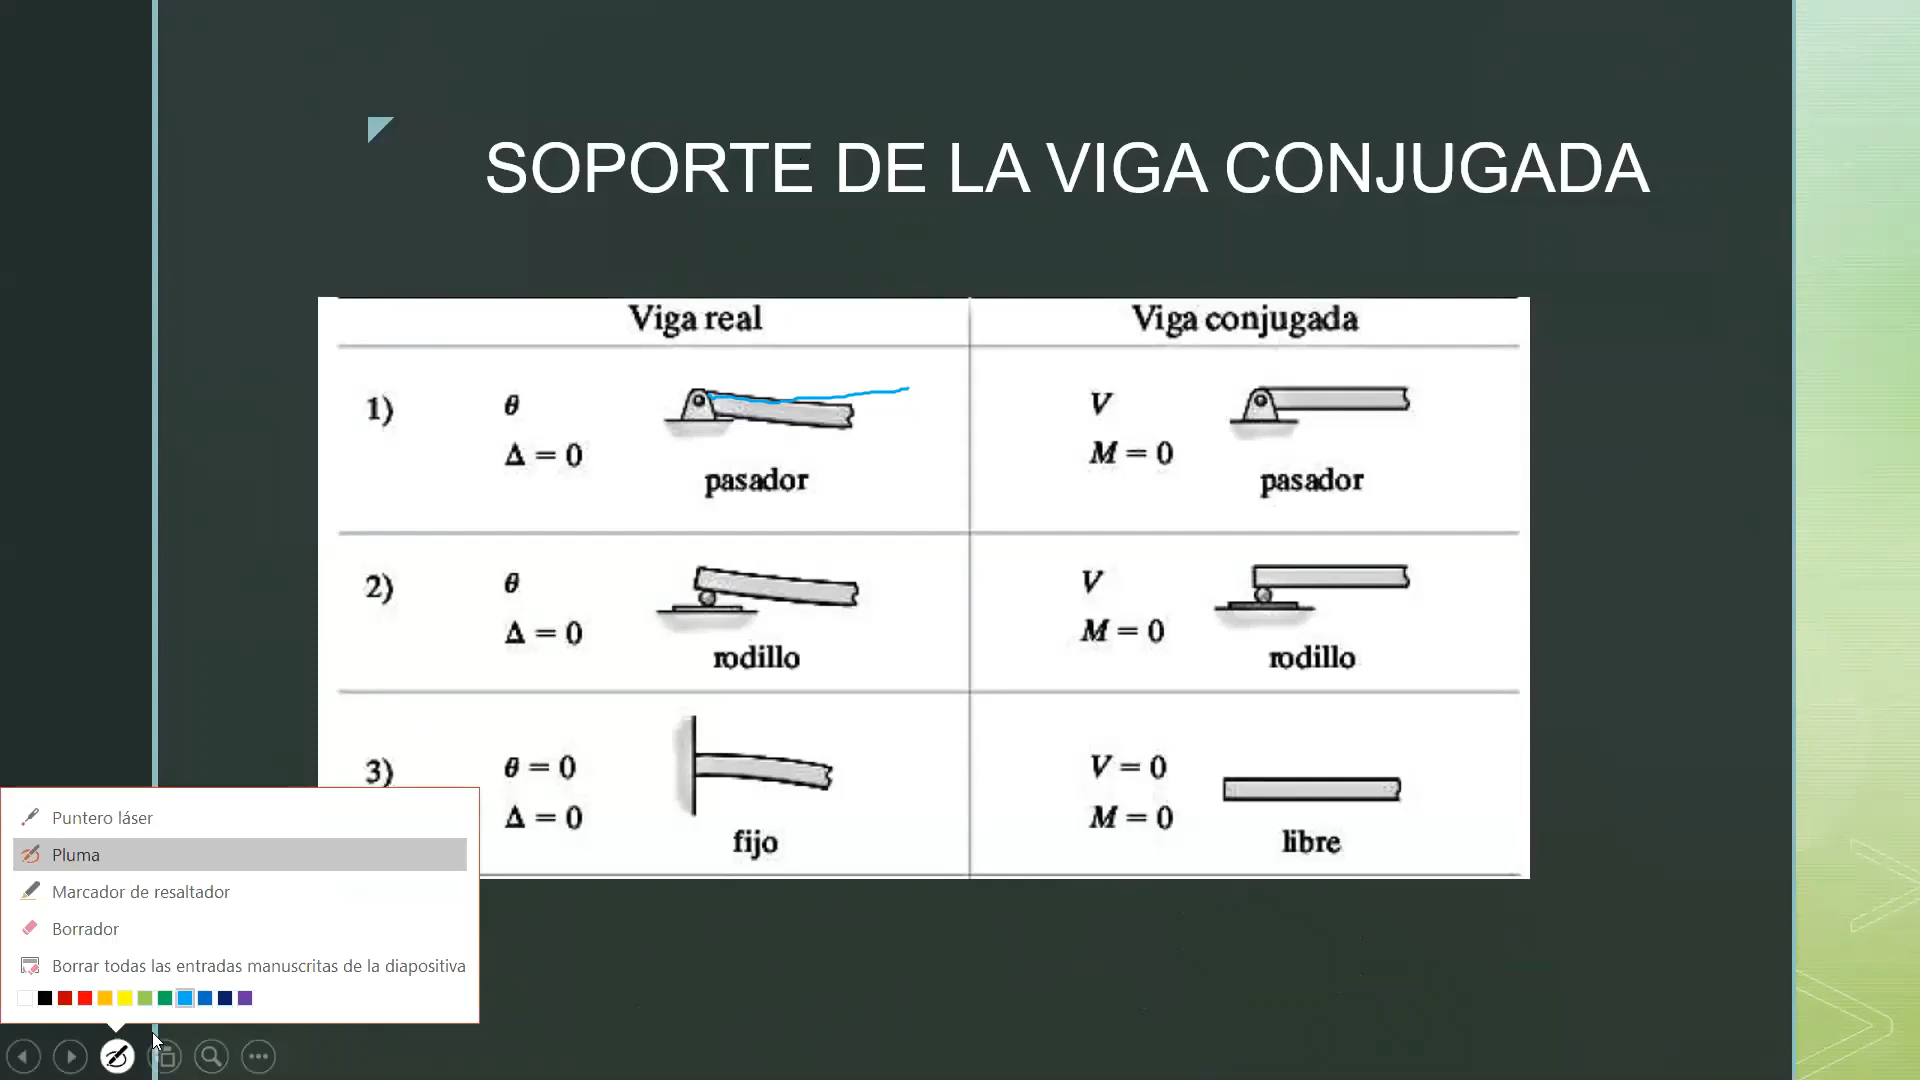 SOPORTE DE LA VIGA CONJUGADA
Viga real
Viga conjugada
1)
θ
Δ = 0
pasador
V
M = 0
pasador
2)
θ
Δ = 0
rodillo
V
M = 0
rodillo
3)
θ = 0
Δ = 0
fijo
V = 0
M = 0
libre
Puntero láser
Pluma
Marcador de resaltador
Borrador
Borrar todas las entradas manuscritas de la diapositiva